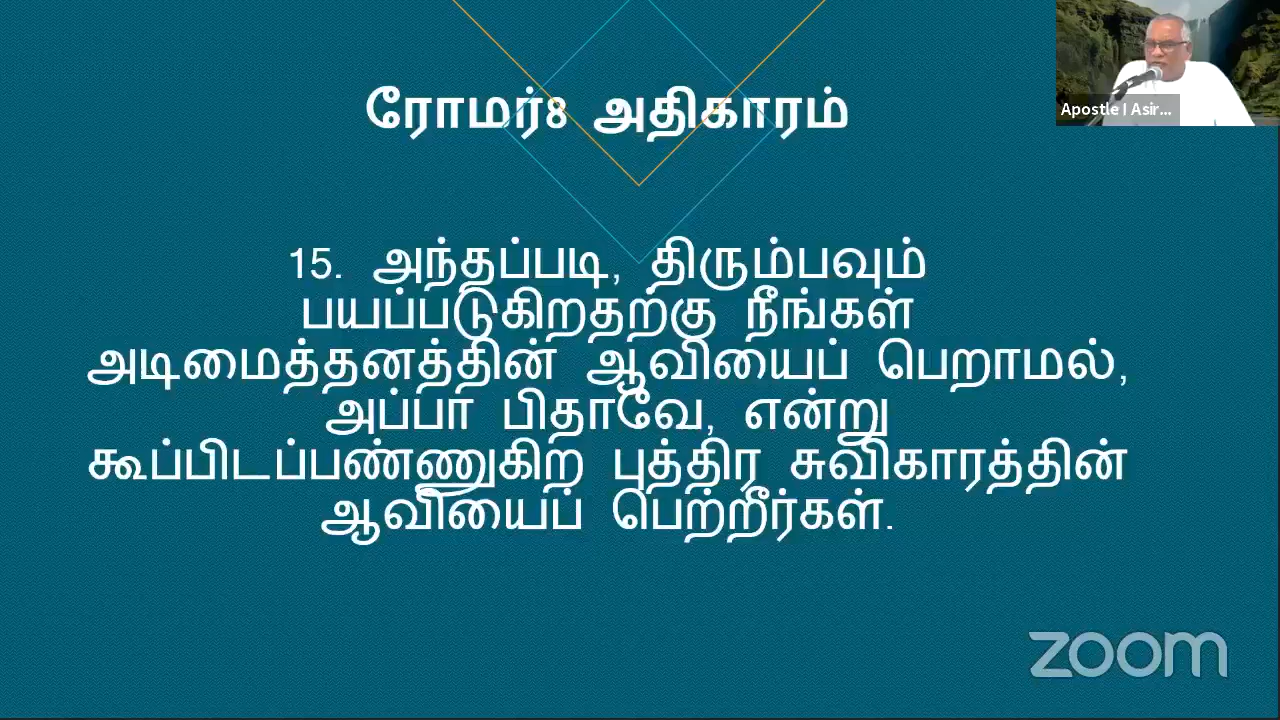 ரோமர்8 அதிகாரம்
Apostle I Asir...
15. அந்தப்படி, திரும்பவும்
பயப்படுகிறதற்கு நீங்கள்
அடிமைத்தனத்தின் ஆவியைப் பெறாமல்,
அப்பா பிதாவே, என்று
கூப்பிடப்பண்ணுகிற புத்திர சுவிகாரத்தின்
ஆவியைப் பெற்றீர்கள்.
zoom